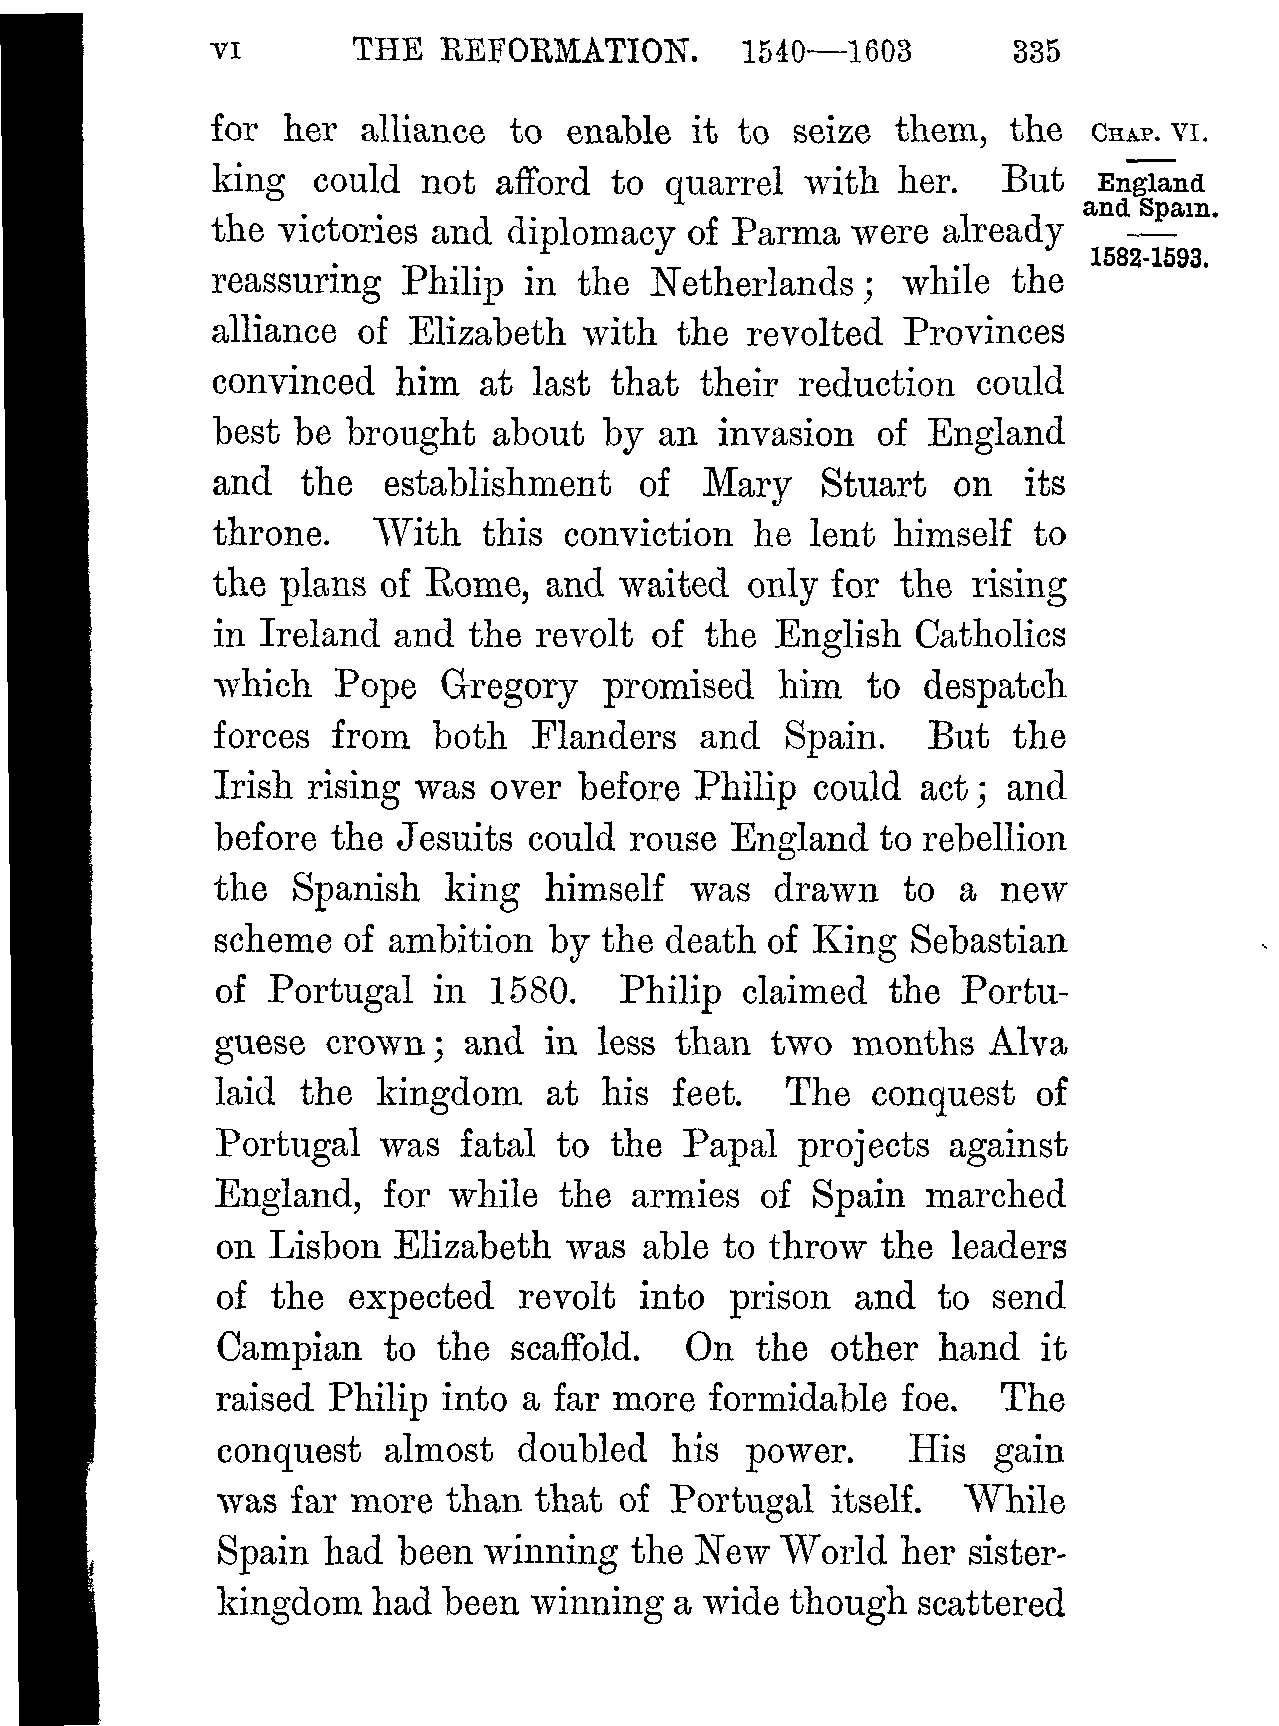 VI THE REFORMATION. 1540—1603 335
for her alliance to enable it to seize them, the
king could not afford to quarrel with her. But
the victories and diplomacy of Parma were already
reassuring Philip in the Netherlands; while the
alliance of Elizabeth with the revolted Provinces
convinced him at last that their reduction could
best be brought about by an invasion of England
and the establishment of Mary Stuart on its
throne. With this conviction he lent himself to
the plans of Rome, and waited only for the rising
in Ireland and the revolt of the English Catholics
which Pope Gregory promised him to despatch
forces from both Flanders and Spain. But the
Irish rising was over before Philip could act; and
before the Jesuits could rouse England to rebellion
the Spanish king himself was drawn to a new
scheme of ambition by the death of King Sebastian
of Portugal in 1580. Philip claimed the Portu-
guese crown; and in less than two months Alva
laid the kingdom at his feet. The conquest of
Portugal was fatal to the Papal projects against
England, for while the armies of Spain marched
on Lisbon Elizabeth was able to throw the leaders
of the expected revolt into prison and to send
Campian to the scaffold. On the other hand it
raised Philip into a far more formidable foe. The
conquest almost doubled his power. His gain
was far more than that of Portugal itself. While
Spain had been winning the New World her sister-
kingdom had been winning a wide though scattered
CHAP. VI.
England
and Spain.
1582-1593.